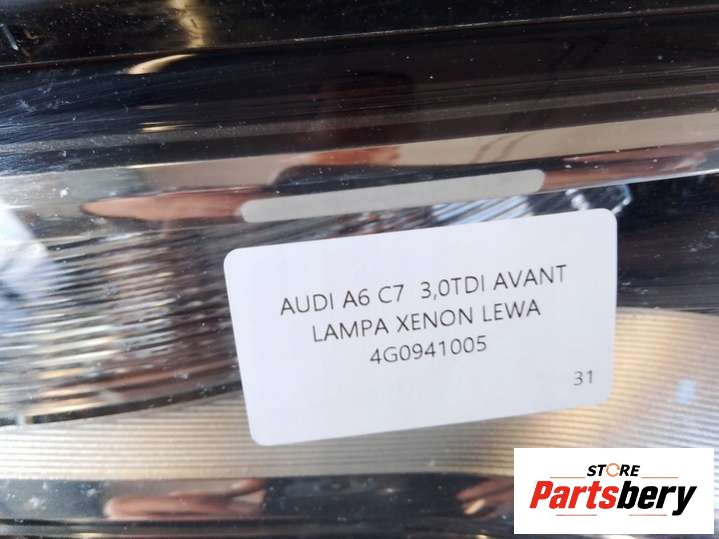 AUDI A6 C7 3,0TDI AVANT
LAMPA XENON LEWA
4G0941005
31
STORE
Partsbery